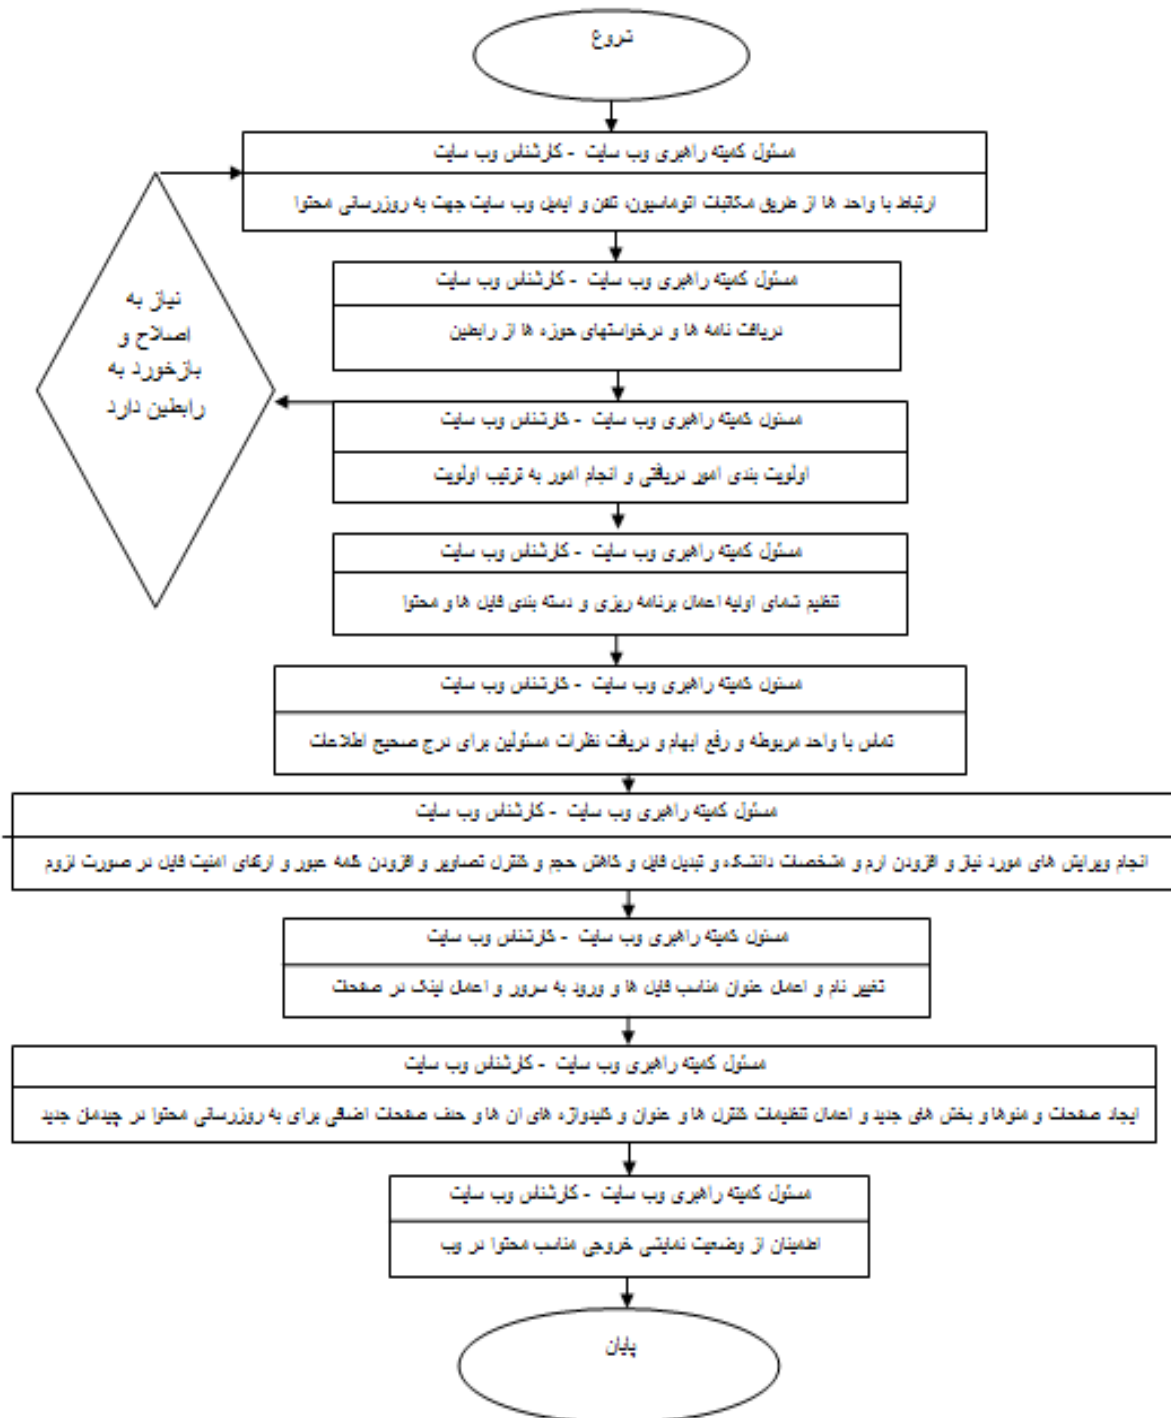 شروع
مسئول کمیته راهبری وب سایت - کارشناس وب سایت
ارتباط با واحد ها از طریق مکاتبات اتوماسیون، تلفن و ایمیل وب سایت جهت به روزرسانی محتوا
مسئول کمیته راهبری وب سایت - کارشناس وب سایت
دریافت نامه ها و درخواستهای حوزه ها از رابطین
نیاز به
اصلاح و
بازخورد به
رابطین دارد
مسئول کمیته راهبری وب سایت - کارشناس وب سایت
اولویت بندی امور دریافتی و انجام امور به ترتیب اولویت
مسئول کمیته راهبری وب سایت - کارشناس وب سایت
تنظیم شمای اولیه اعمال برنامه ریزی و دسته بندی فایل ها و محتوا
مسئول کمیته راهبری وب سایت - کارشناس وب سایت
تماس با واحد مربوطه و رفع ابهام و دریافت نظرات مسئولین برای درج صحیح اطلاعات
مسئول کمیته راهبری وب سایت - کارشناس وب سایت
انجام ویرایش های مورد نیاز و افزودن ارم و مشخصات دانشکده و تبدیل فایل و کاهش حجم و کنترل تصاویر و افزودن کلمه عبور و ارتقای امنیت فایل در صورت لزوم
مسئول کمیته راهبری وب سایت - کارشناس وب سایت
تغییر نام و اعمال عنوان مناسب فایل ها و ورود به سرور و اعمال لینک در صفحات
مسئول کمیته راهبری وب سایت - کارشناس وب سایت
ایجاد صفحات و منوها و بخش های جدید و اعمال تنظیمات کنترل ها و عنوان و کلیدواژه های ان ها و حذف صفحات اضافی برای به روزرسانی محتوا در چیدمان جدید
مسئول کمیته راهبری وب سایت - کارشناس وب سایت
اطمینان از وضعیت نمایشی خروجی مناسب محتوا در وب
پایان